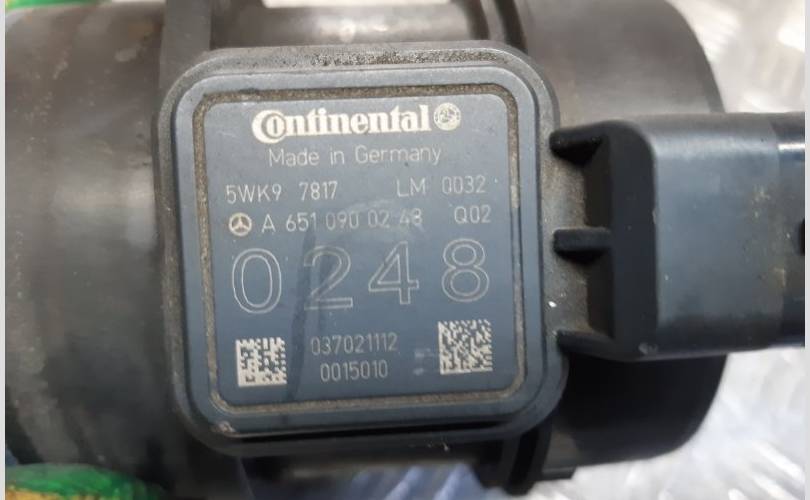 Continental
Made in Germany
5WK9 7817 LM 0032
A 651 090 02 48 Q02
0248
037021112
0015010